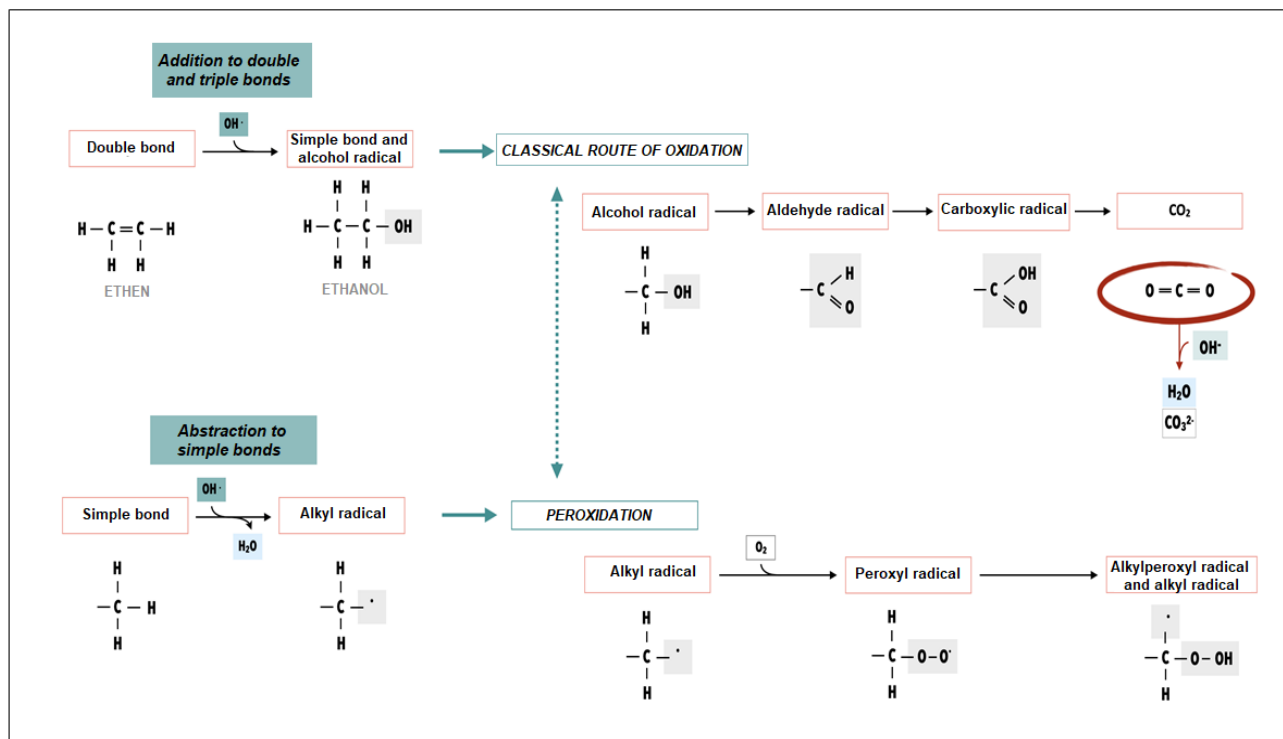 Addition to double
and triple bonds
OH·
Double bond
Simple bond and
alcohol radical
CLASSICAL ROUTE OF OXIDATION
H H
H – C = C – H
H H
ETHEN
H – C – C – OH
H H
ETHANOL
Alcohol radical
Aldehyde radical
Carboxylic radical
CO₂
H
– C – OH
H
– C H
O
– C OH
O
O = C = O
OH-
H₂O
CO₃²-
Abstraction to
simple bonds
OH·
Simple bond
Alkyl radical
H₂O
PEROXIDATION
H
– C – H
H
H
– C – ·
H
Alkyl radical
O₂
Peroxyl radical
Alkylperoxyl radical
and alkyl radical
H
– C – ·
H
H
– C – O – O·
H
·
– C – O – OH
H